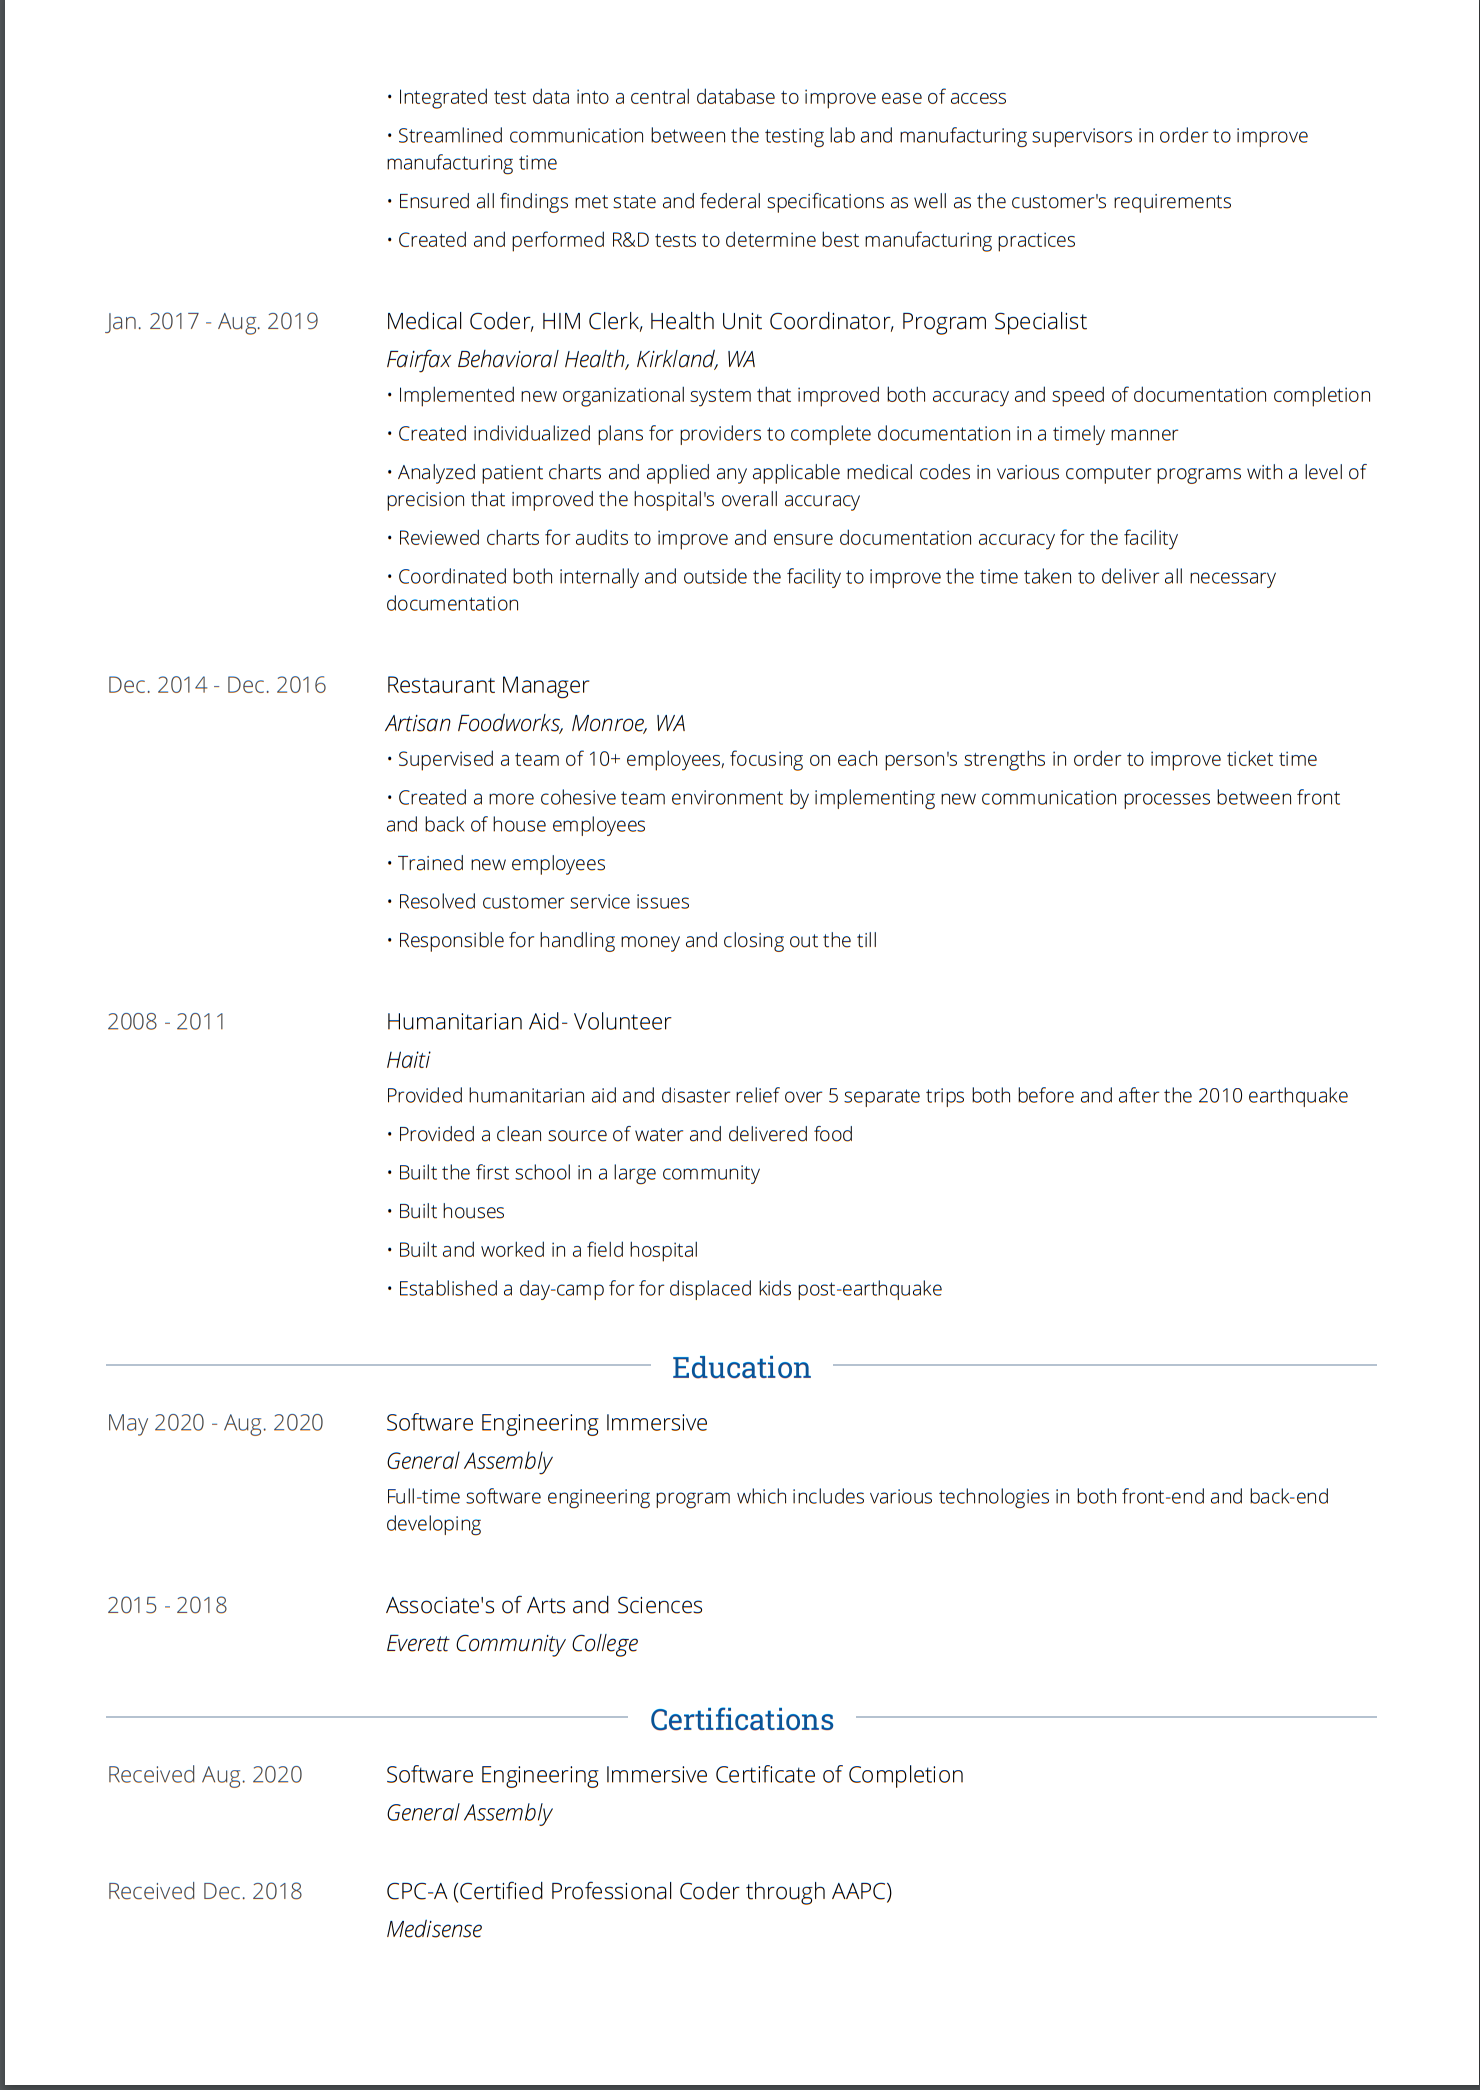 • Integrated test data into a central database to improve ease of access
• Streamlined communication between the testing lab and manufacturing supervisors in order to improve
manufacturing time
• Ensured all findings met state and federal specifications as well as the customer's requirements
• Created and performed R&D tests to determine best manufacturing practices
Jan. 2017 - Aug. 2019 Medical Coder, HIM Clerk, Health Unit Coordinator, Program Specialist
Fairfax Behavioral Health, Kirkland, WA
• Implemented new organizational system that improved both accuracy and speed of documentation completion
• Created individualized plans for providers to complete documentation in a timely manner
• Analyzed patient charts and applied any applicable medical codes in various computer programs with a level of
precision that improved the hospital's overall accuracy
• Reviewed charts for audits to improve and ensure documentation accuracy for the facility
• Coordinated both internally and outside the facility to improve the time taken to deliver all necessary
documentation
Dec. 2014 - Dec. 2016 Restaurant Manager
Artisan Foodworks, Monroe, WA
• Supervised a team of 10+ employees, focusing on each person's strengths in order to improve ticket time
• Created a more cohesive team environment by implementing new communication processes between front
and back of house employees
• Trained new employees
• Resolved customer service issues
• Responsible for handling money and closing out the till
2008 - 2011 Humanitarian Aid- Volunteer
Haiti
Provided humanitarian aid and disaster relief over 5 separate trips both before and after the 2010 earthquake
• Provided a clean source of water and delivered food
• Built the first school in a large community
• Built houses
• Built and worked in a field hospital
• Established a day-camp for for displaced kids post-earthquake
Education
May 2020 - Aug. 2020 Software Engineering Immersive
General Assembly
Full-time software engineering program which includes various technologies in both front-end and back-end
developing
2015 - 2018 Associate's of Arts and Sciences
Everett Community College
Certifications
Received Aug. 2020 Software Engineering Immersive Certificate of Completion
General Assembly
Received Dec. 2018 CPC-A (Certified Professional Coder through AAPC)
Medisense